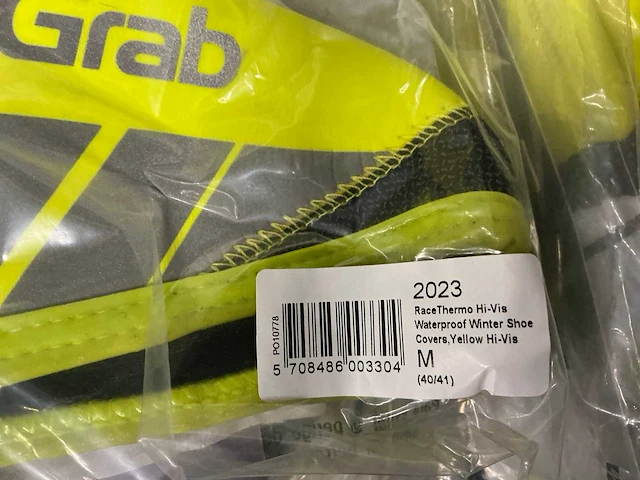 Grab
2023
RaceThermo Hi-Vis
Waterproof Winter Shoe
Covers,Yellow Hi-Vis
M
(40/41)
PO10778
5 708486 003304